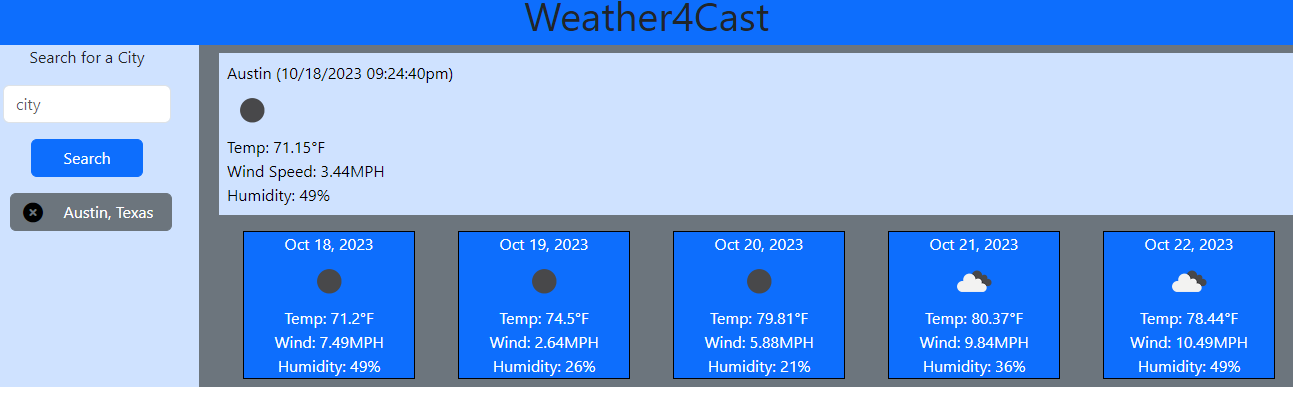 Weather4Cast
Search for a City
city
Search
Austin, Texas
Austin (10/18/2023 09:24:40pm)
Temp: 71.15°F
Wind Speed: 3.44MPH
Humidity: 49%
Oct 18, 2023
Temp: 71.2°F
Wind: 7.49MPH
Humidity: 49%
Oct 19, 2023
Temp: 74.5°F
Wind: 2.64MPH
Humidity: 26%
Oct 20, 2023
Temp: 79.81°F
Wind: 5.88MPH
Humidity: 21%
Oct 21, 2023
Temp: 80.37°F
Wind: 9.84MPH
Humidity: 36%
Oct 22, 2023
Temp: 78.44°F
Wind: 10.49MPH
Humidity: 49%